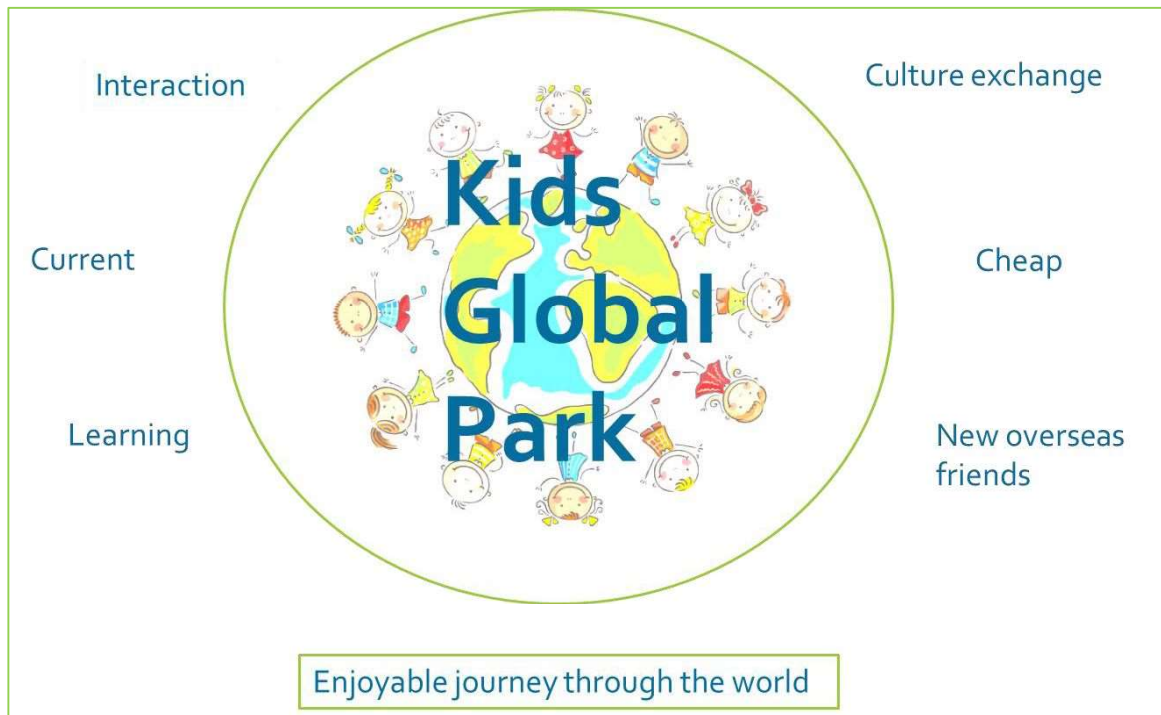 Interaction
Culture exchange
Kids
Current
Cheap
Global
Learning
Park
New overseas
friends
Enjoyable journey through the world